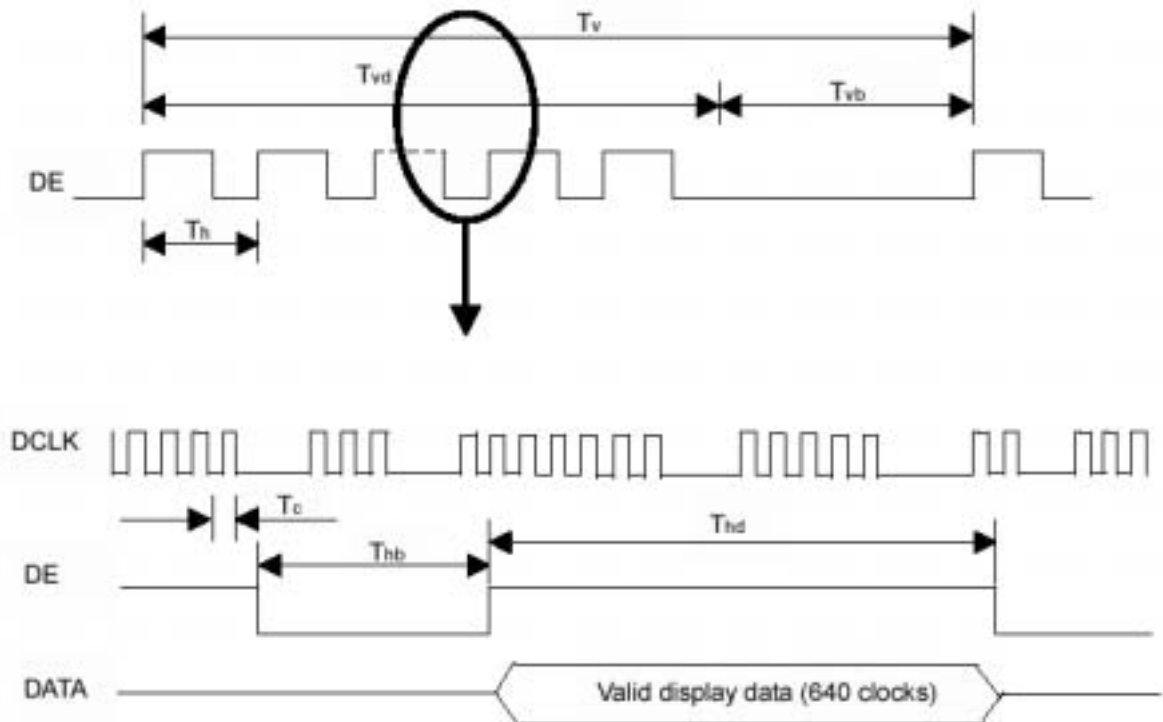 Tv
Tvd
Tvb
DE
Th
DCLK
Tc
Thd
Thb
DE
DATA
Valid display data (640 clocks)